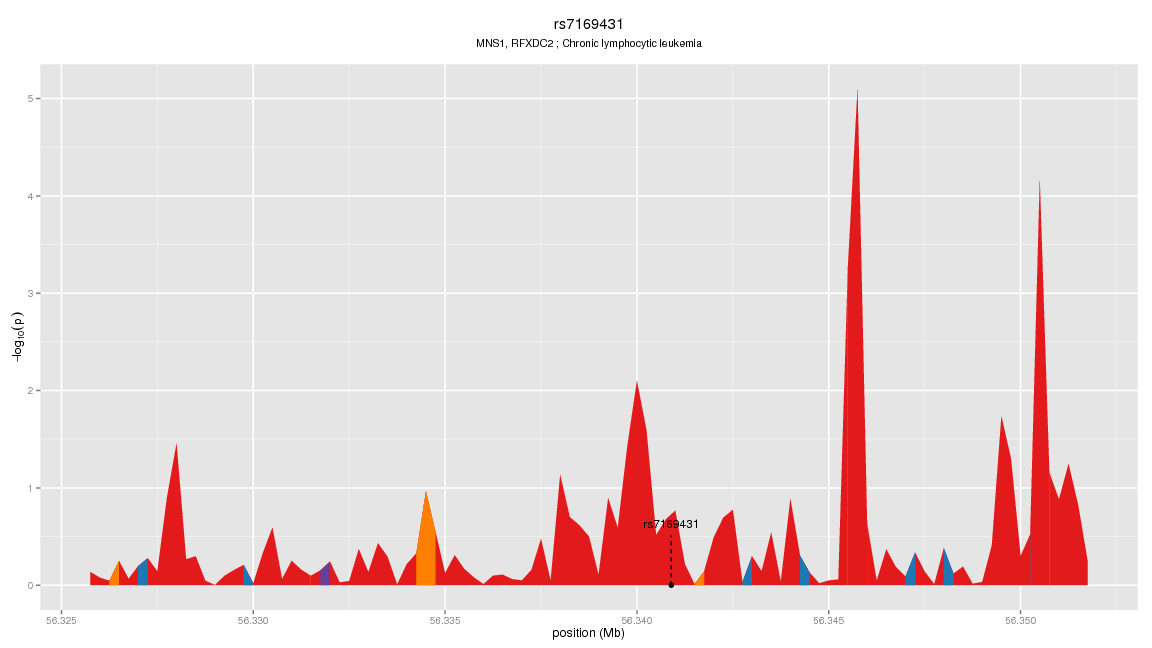 rs7169431
MNS1, RFXDC2 ; Chronic lymphocytic leukemia
5
4
3
2
1
0
−log10(p)
rs7169431
56.325 56.330 56.335 56.340 56.345 56.350
position (Mb)